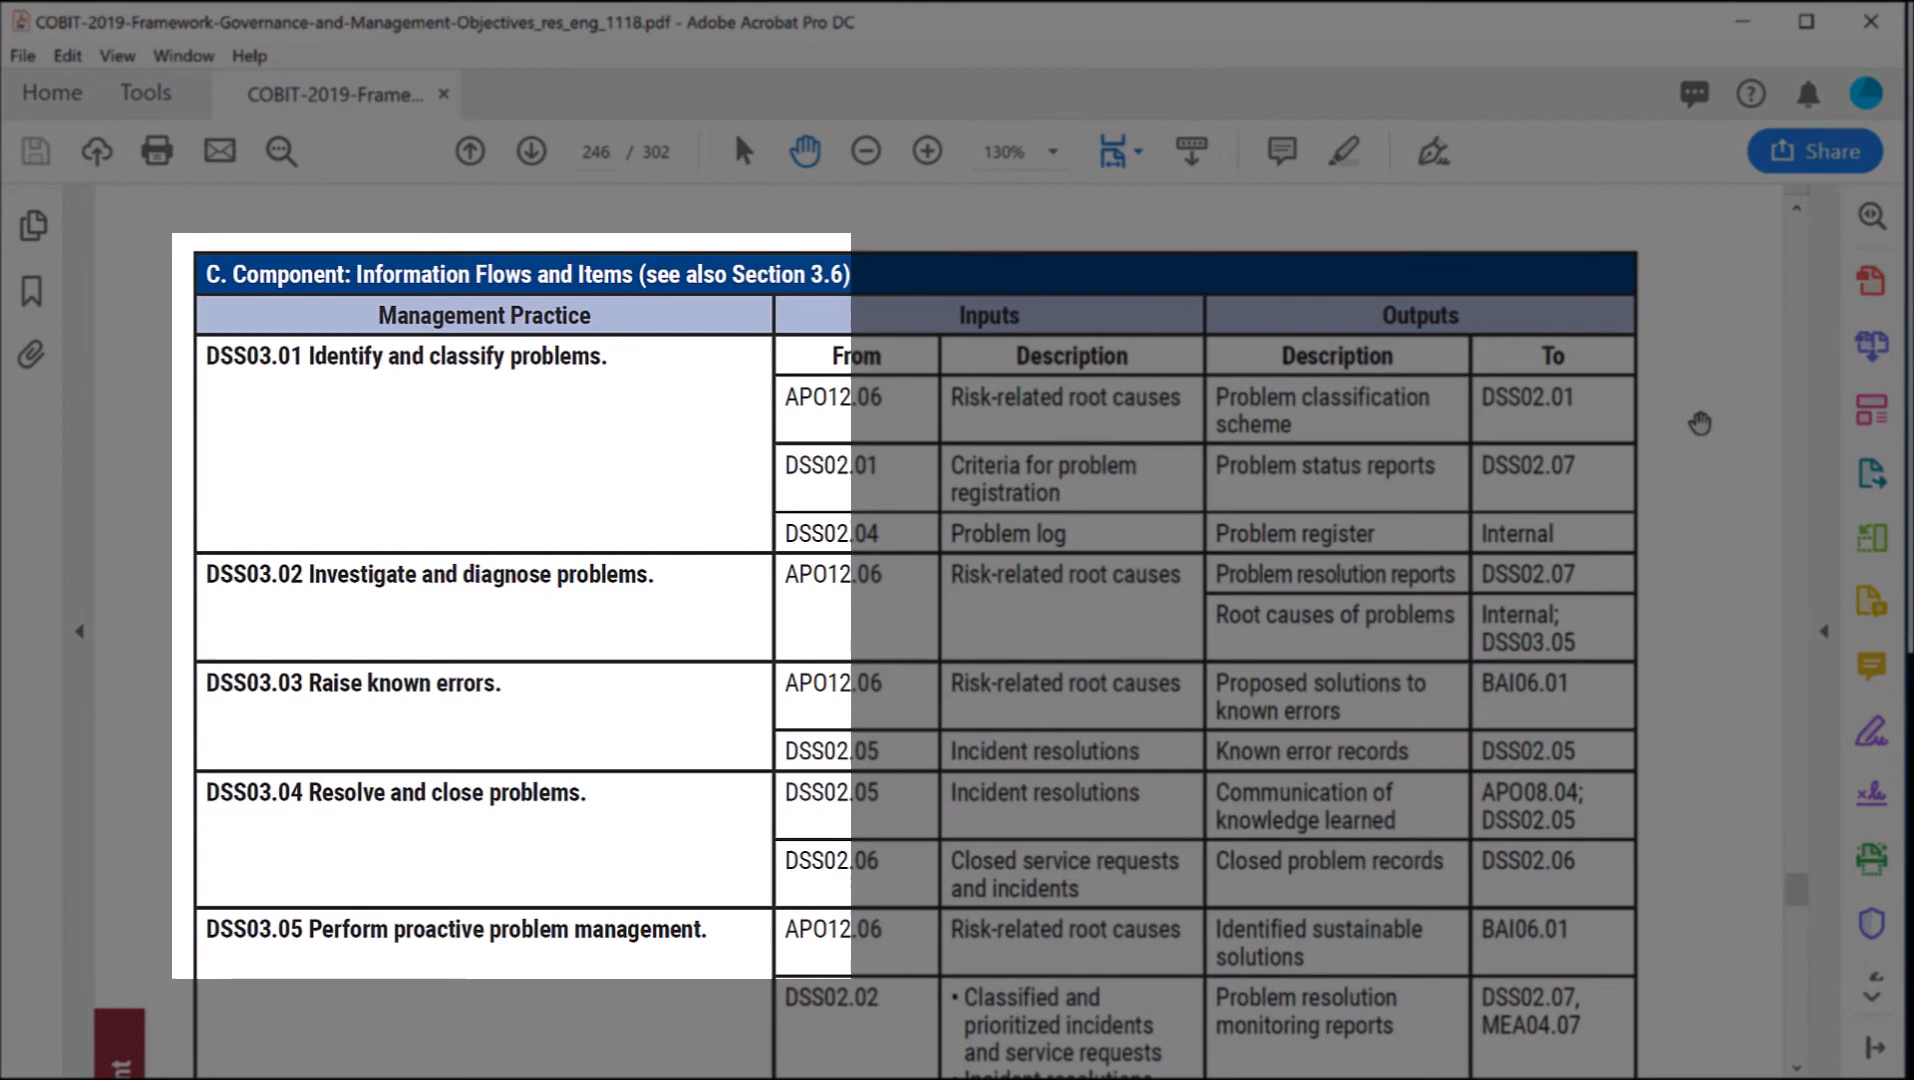 COBIT-2019-Framework-Governance-and-Management-Objectives_res_eng_1118.pdf - Adobe Acrobat Pro DC
File Edit View Window Help
Home Tools COBIT-2019-Frame... ×
246 / 302 130% Share
C. Component: Information Flows and Items (see also Section 3.6)
Management Practice Inputs Outputs
DSS03.01 Identify and classify problems. From Description Description To
APO12.06 Risk-related root causes Problem classification scheme DSS02.01
DSS02.01 Criteria for problem registration Problem status reports DSS02.07
DSS02.04 Problem log Problem register Internal
DSS03.02 Investigate and diagnose problems. APO12.06 Risk-related root causes Problem resolution reports DSS02.07
Root causes of problems Internal; DSS03.05
DSS03.03 Raise known errors. APO12.06 Risk-related root causes Proposed solutions to known errors BAI06.01
DSS02.05 Incident resolutions Known error records DSS02.05
DSS03.04 Resolve and close problems. DSS02.05 Incident resolutions Communication of knowledge learned APO08.04; DSS02.05
DSS02.06 Closed service requests and incidents Closed problem records DSS02.06
DSS03.05 Perform proactive problem management. APO12.06 Risk-related root causes Identified sustainable solutions BAI06.01
DSS02.02 • Classified and prioritized incidents and service requests Problem resolution monitoring reports DSS02.07, MEA04.07